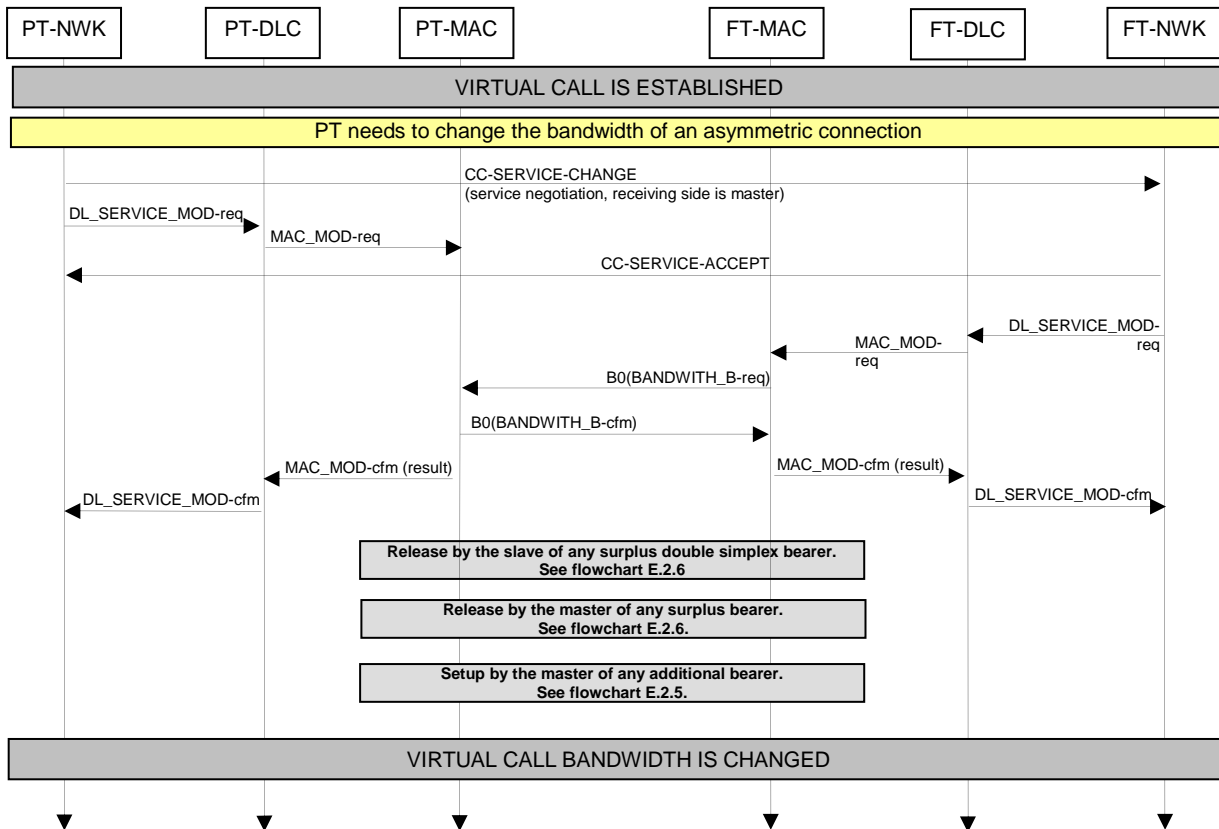 PT-NWK PT-DLC PT-MAC FT-MAC FT-DLC FT-NWK
VIRTUAL CALL IS ESTABLISHED
PT needs to change the bandwidth of an asymmetric connection
CC-SERVICE-CHANGE
(service negotiation, receiving side is master)
DL_SERVICE_MOD-req
MAC_MOD-req
CC-SERVICE-ACCEPT
DL_SERVICE_MOD-
req
MAC_MOD-
req
B0(BANDWITH_B-req)
B0(BANDWITH_B-cfm)
MAC_MOD-cfm (result)
MAC_MOD-cfm (result)
DL_SERVICE_MOD-cfm
DL_SERVICE_MOD-cfm
Release by the slave of any surplus double simplex bearer.
See flowchart E.2.6
Release by the master of any surplus bearer.
See flowchart E.2.6.
Setup by the master of any additional bearer.
See flowchart E.2.5.
VIRTUAL CALL BANDWIDTH IS CHANGED